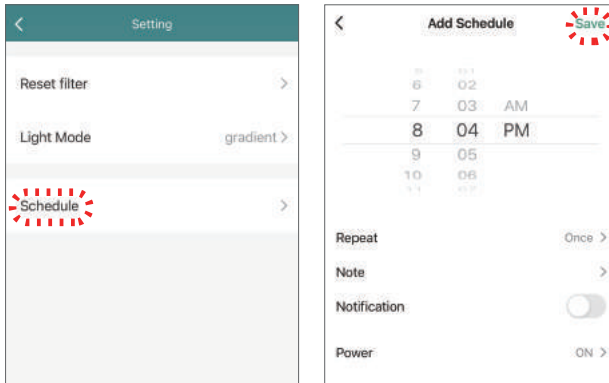 Setting
Reset filter
Light Mode gradient
Schedule
Add Schedule Save
6 02
7 03 AM
8 04 PM
9 05
10 06
Repeat Once
Note
Notification
Power ON